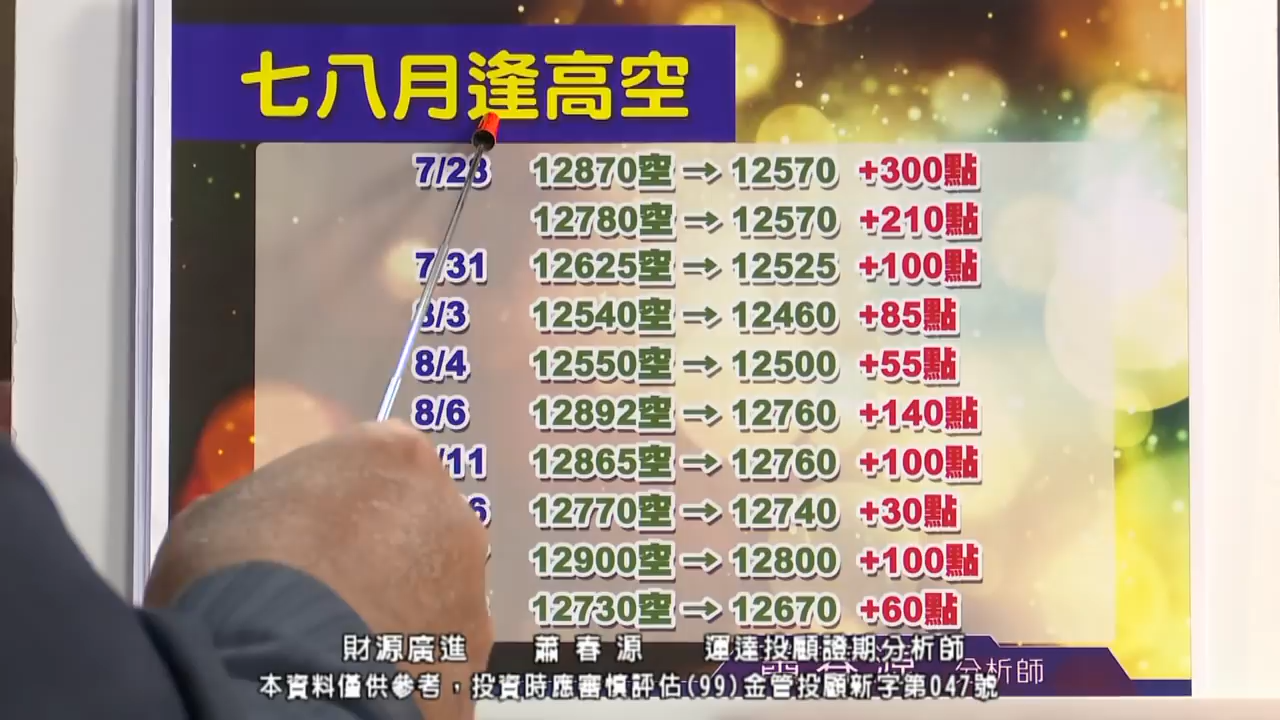 七八月逢高空
7/28 12870空→12570 +300點
12780空→12570 +210點
7/31 12625空→12525 +100點
8/3 12540空→12460 +85點
8/4 12550空→12500 +55點
8/6 12892空→12760 +140點
/11 12865空→12760 +100點
6 12770空→12740 +30點
12900空→12800 +100點
12730空→12670 +60點
財源廣進 蕭春源 運達投顧證期分析師
分析師
本資料僅供參考，投資時應審慎評估(99)金管投顧新字第047號